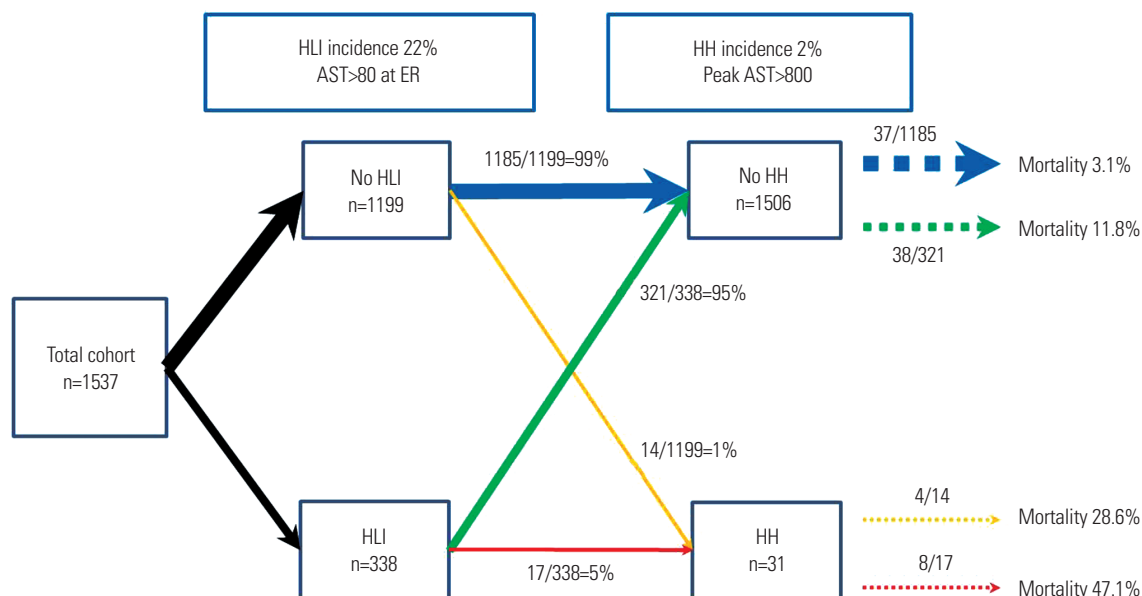 HLI incidence 22%
AST>80 at ER
HH incidence 2%
Peak AST>800
No HLI
n=1199
1185/1199=99%
No HH
n=1506
37/1185
Mortality 3.1%
38/321
Mortality 11.8%
321/338=95%
Total cohort
n=1537
14/1199=1%
HLI
n=338
17/338=5%
HH
n=31
4/14
Mortality 28.6%
8/17
Mortality 47.1%